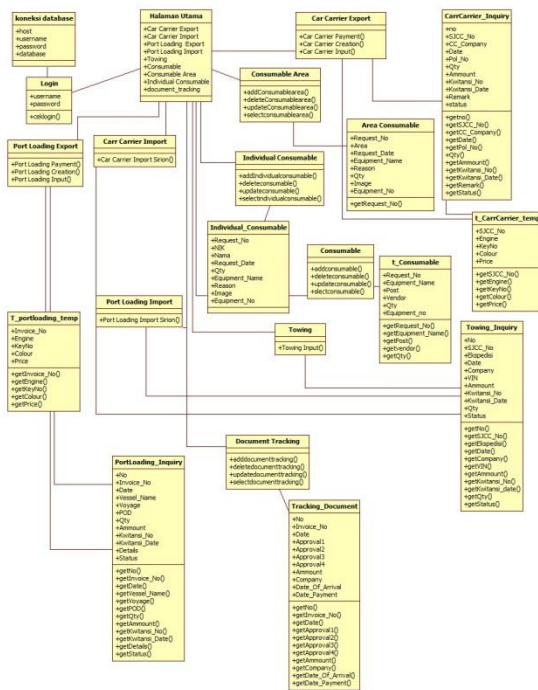 koneksi database
+host
+username
+password
+database
Login
+username
+password
+ceklogin()
Halaman Utama
+Car Carrier Export
+Car Carrier Import
+Port Loading Export
+Port Loading Import
+Towing
+Consumable
+Consumable Area
+Individual Consumable
+document_tracking
Car Carrier Export
+Car Carrier Payment()
+Car Carrier Creation()
+Car Carrier Input()
CarrCarrier_Inquiry
+no
+SJCC_No
+CC_Company
+Date
+Pol_No
+Qty
+Ammount
+Kwitansi_No
+Kwitansi_Date
+Remark
+status
+getno()
+getSJCC_No()
+getCC_Company()
+getDate()
+getPol_No()
+Qty()
+getAmmount()
+getKwitansi_No()
+getKwitansi_Date()
+getRemark()
+getStatus()
Consumable Area
+addConsumablearea()
+deleteConsumablearea()
+updateConsumablearea()
+selectconsumablearea()
Area Consumable
+Request_No
+Area
+Request_Date
+Equipment_Name
+Reason
+Qty
+Image
+Equipment_No
+getRequest_No()
Port Loading Export
+Port Loading Payment()
+Port Loading Creation()
+Port Loading Input()
Carr Carrier Import
+Car Carrier Import Sirion()
Individual Consumable
+addIndividualconsumable()
+deleteconsumable()
+updateconsumable()
+selectindividualconsumable()
Individual_Consumable
+Request_No
+NIK
+Nama
+Request_Date
+Qty
+Equipment_Name
+Reason
+Image
+Equipment_No
Consumable
+addconsumable()
+deleteconsumable()
+updateconsumable()
+slectconsumable()
t_Consumable
+Request_No
+Equipment_Name
+Post
+Vendor
+Qty
+Equipment_no
+getRequest_No()
+getEquipment_Name()
+getPost()
+getvendor()
+getQty()
t_CarrCarrier_temp
+SJCC_No
+Engine
+KeyNo
+Colour
+Price
+getSJCC_No()
+getEngine()
+getKeyNo()
+getColour()
+getPrice()
T_portloading_temp
+Invoice_No
+Engine
+KeyNo
+Colour
+Price
+getInvoice_No()
+getEngine()
+getKeyNo()
+getColour()
+getPrice()
Port Loading Import
+Port Loading Import Sirion()
Towing
+Towing Input()
Towing_Inquiry
+No
+SJCC_No
+Ekspedisi
+Date
+Company
+VIN
+Ammount
+Kwitansi_No
+Kwitansi_Date
+Qty
+Status
+getNo()
+getSJCC_No()
+getEkspedisi()
+getDate()
+getCompany()
+getVIN()
+getAmmount()
+getKwitansi_No()
+getKwitansi_date()
+getQty()
+getStatus()
PortLoading_Inquiry
+No
+Invoice_No
+Date
+Vessel_Name
+Voyage
+POD
+Qty
+Ammount
+Kwitansi_No
+Kwitansi_Date
+Details
+Status
+getNo()
+getInvoice_No()
+getDate()
+getVessel_Name()
+getVoyage()
+getPOD()
+getQty()
+getAmmount()
+getKwitansi_No()
+getKwitansi_Date()
+getDetails()
+getStatus()
Document Tracking
+adddocumenttracking()
+deletedocumenttracking()
+updatedocumenttracking()
+selectdocumenttracking()
Tracking_Document
+No
+Invoice_No
+Date
+Approval1
+Approval2
+Approval3
+Approval4
+Ammount
+Company
+Date_Of_Arrival
+Date_Payment
+getNo()
+getInvoice_No()
+getDate()
+getApproval1()
+getApproval2()
+getApproval3()
+getApproval4()
+getAmmount()
+getCompany()
+getDate_Of_Arrival()
+getDate_Payment()